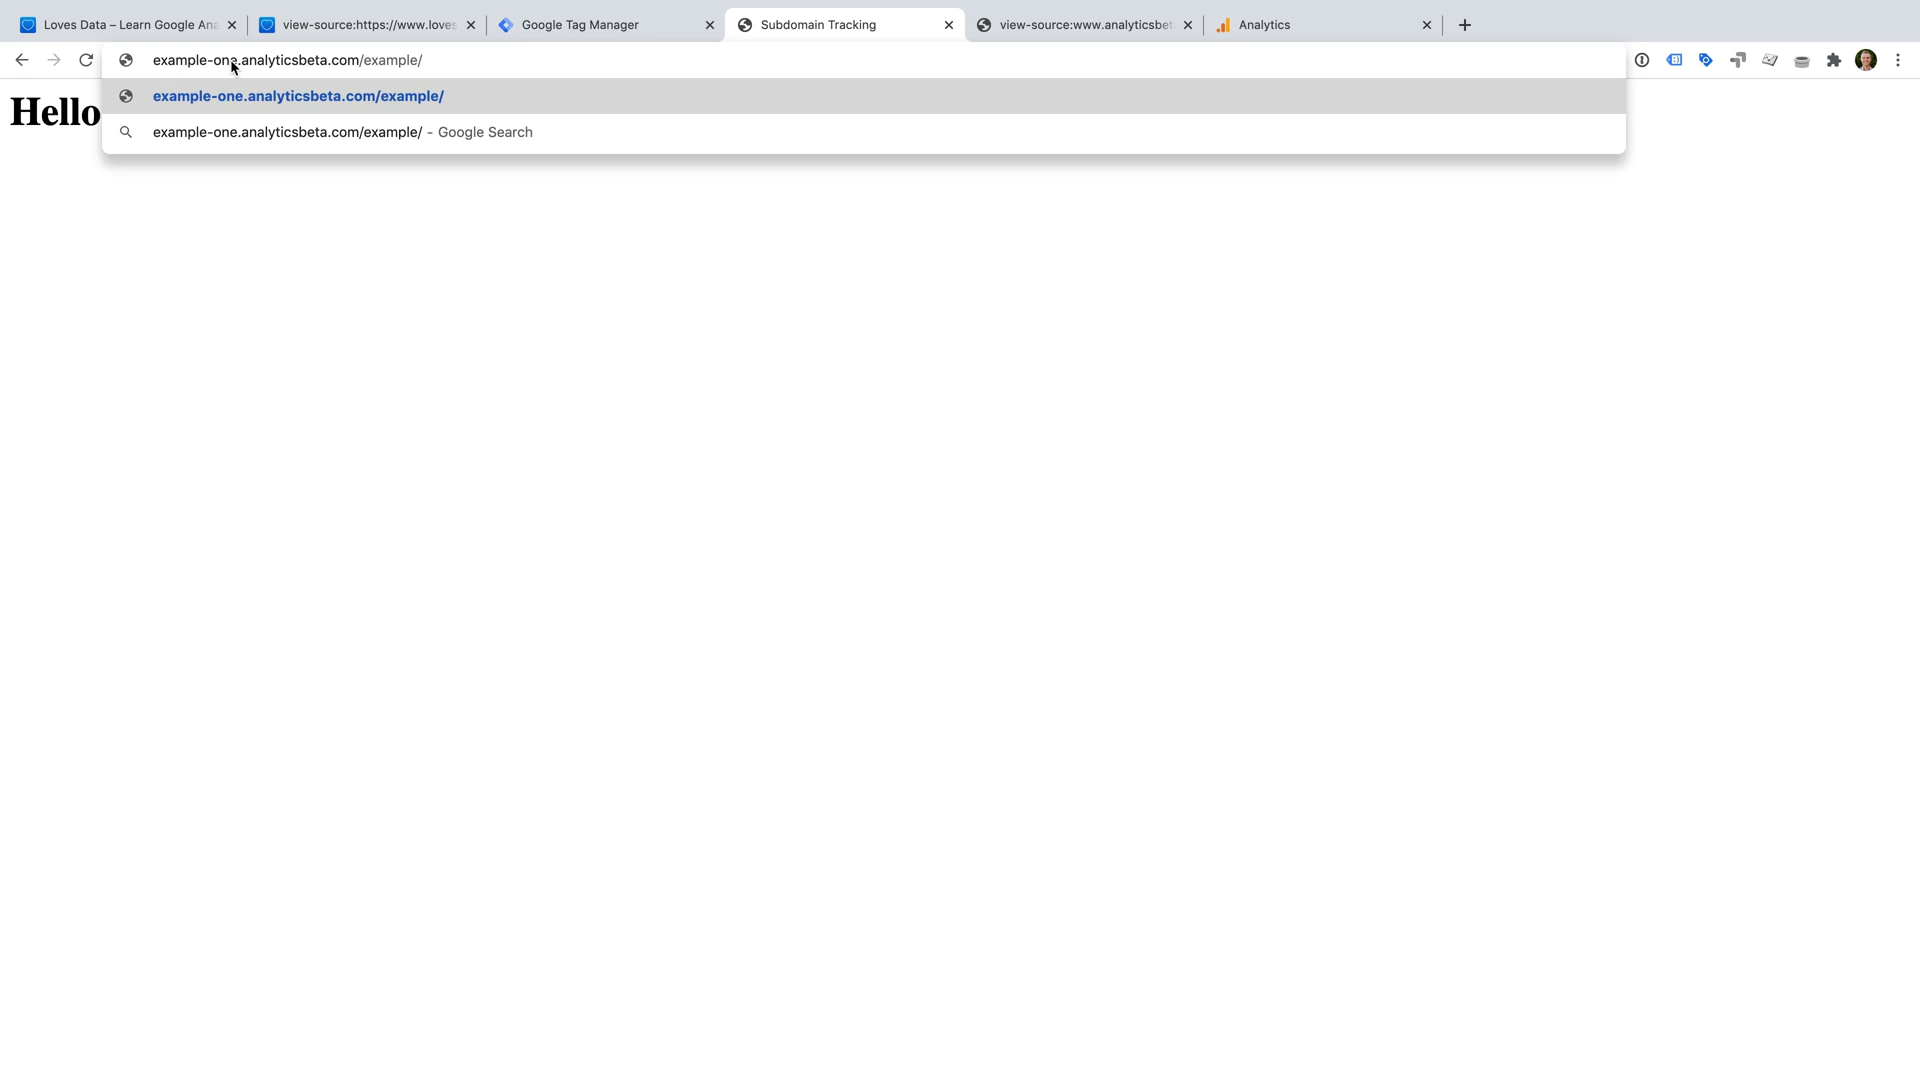 Loves Data – Learn Google Ana
view-source:https://www.loves
Google Tag Manager
Subdomain Tracking
view-source:www.analyticsbet
Analytics
example-one.analyticsbeta.com/example/
example-one.analyticsbeta.com/example/
example-one.analyticsbeta.com/example/ - Google Search
Hello